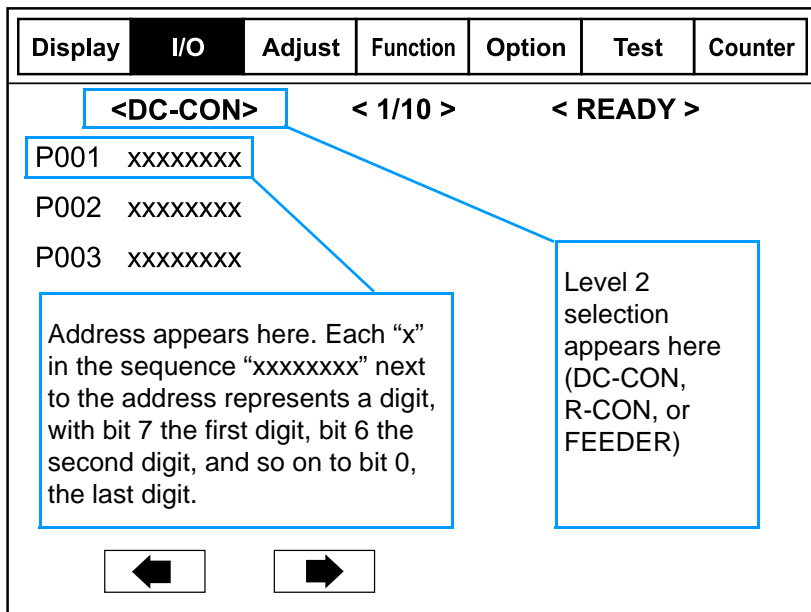 Display I/O Adjust Function Option Test Counter
<DC-CON> < 1/10 > < READY >
P001 xxxxxxxx
P002 xxxxxxxx
P003 xxxxxxxx
Address appears here. Each “x”
in the sequence “xxxxxxxx” next
to the address represents a digit,
with bit 7 the first digit, bit 6 the
second digit, and so on to bit 0,
the last digit.
Level 2
selection
appears here
(DC-CON,
R-CON, or
FEEDER)